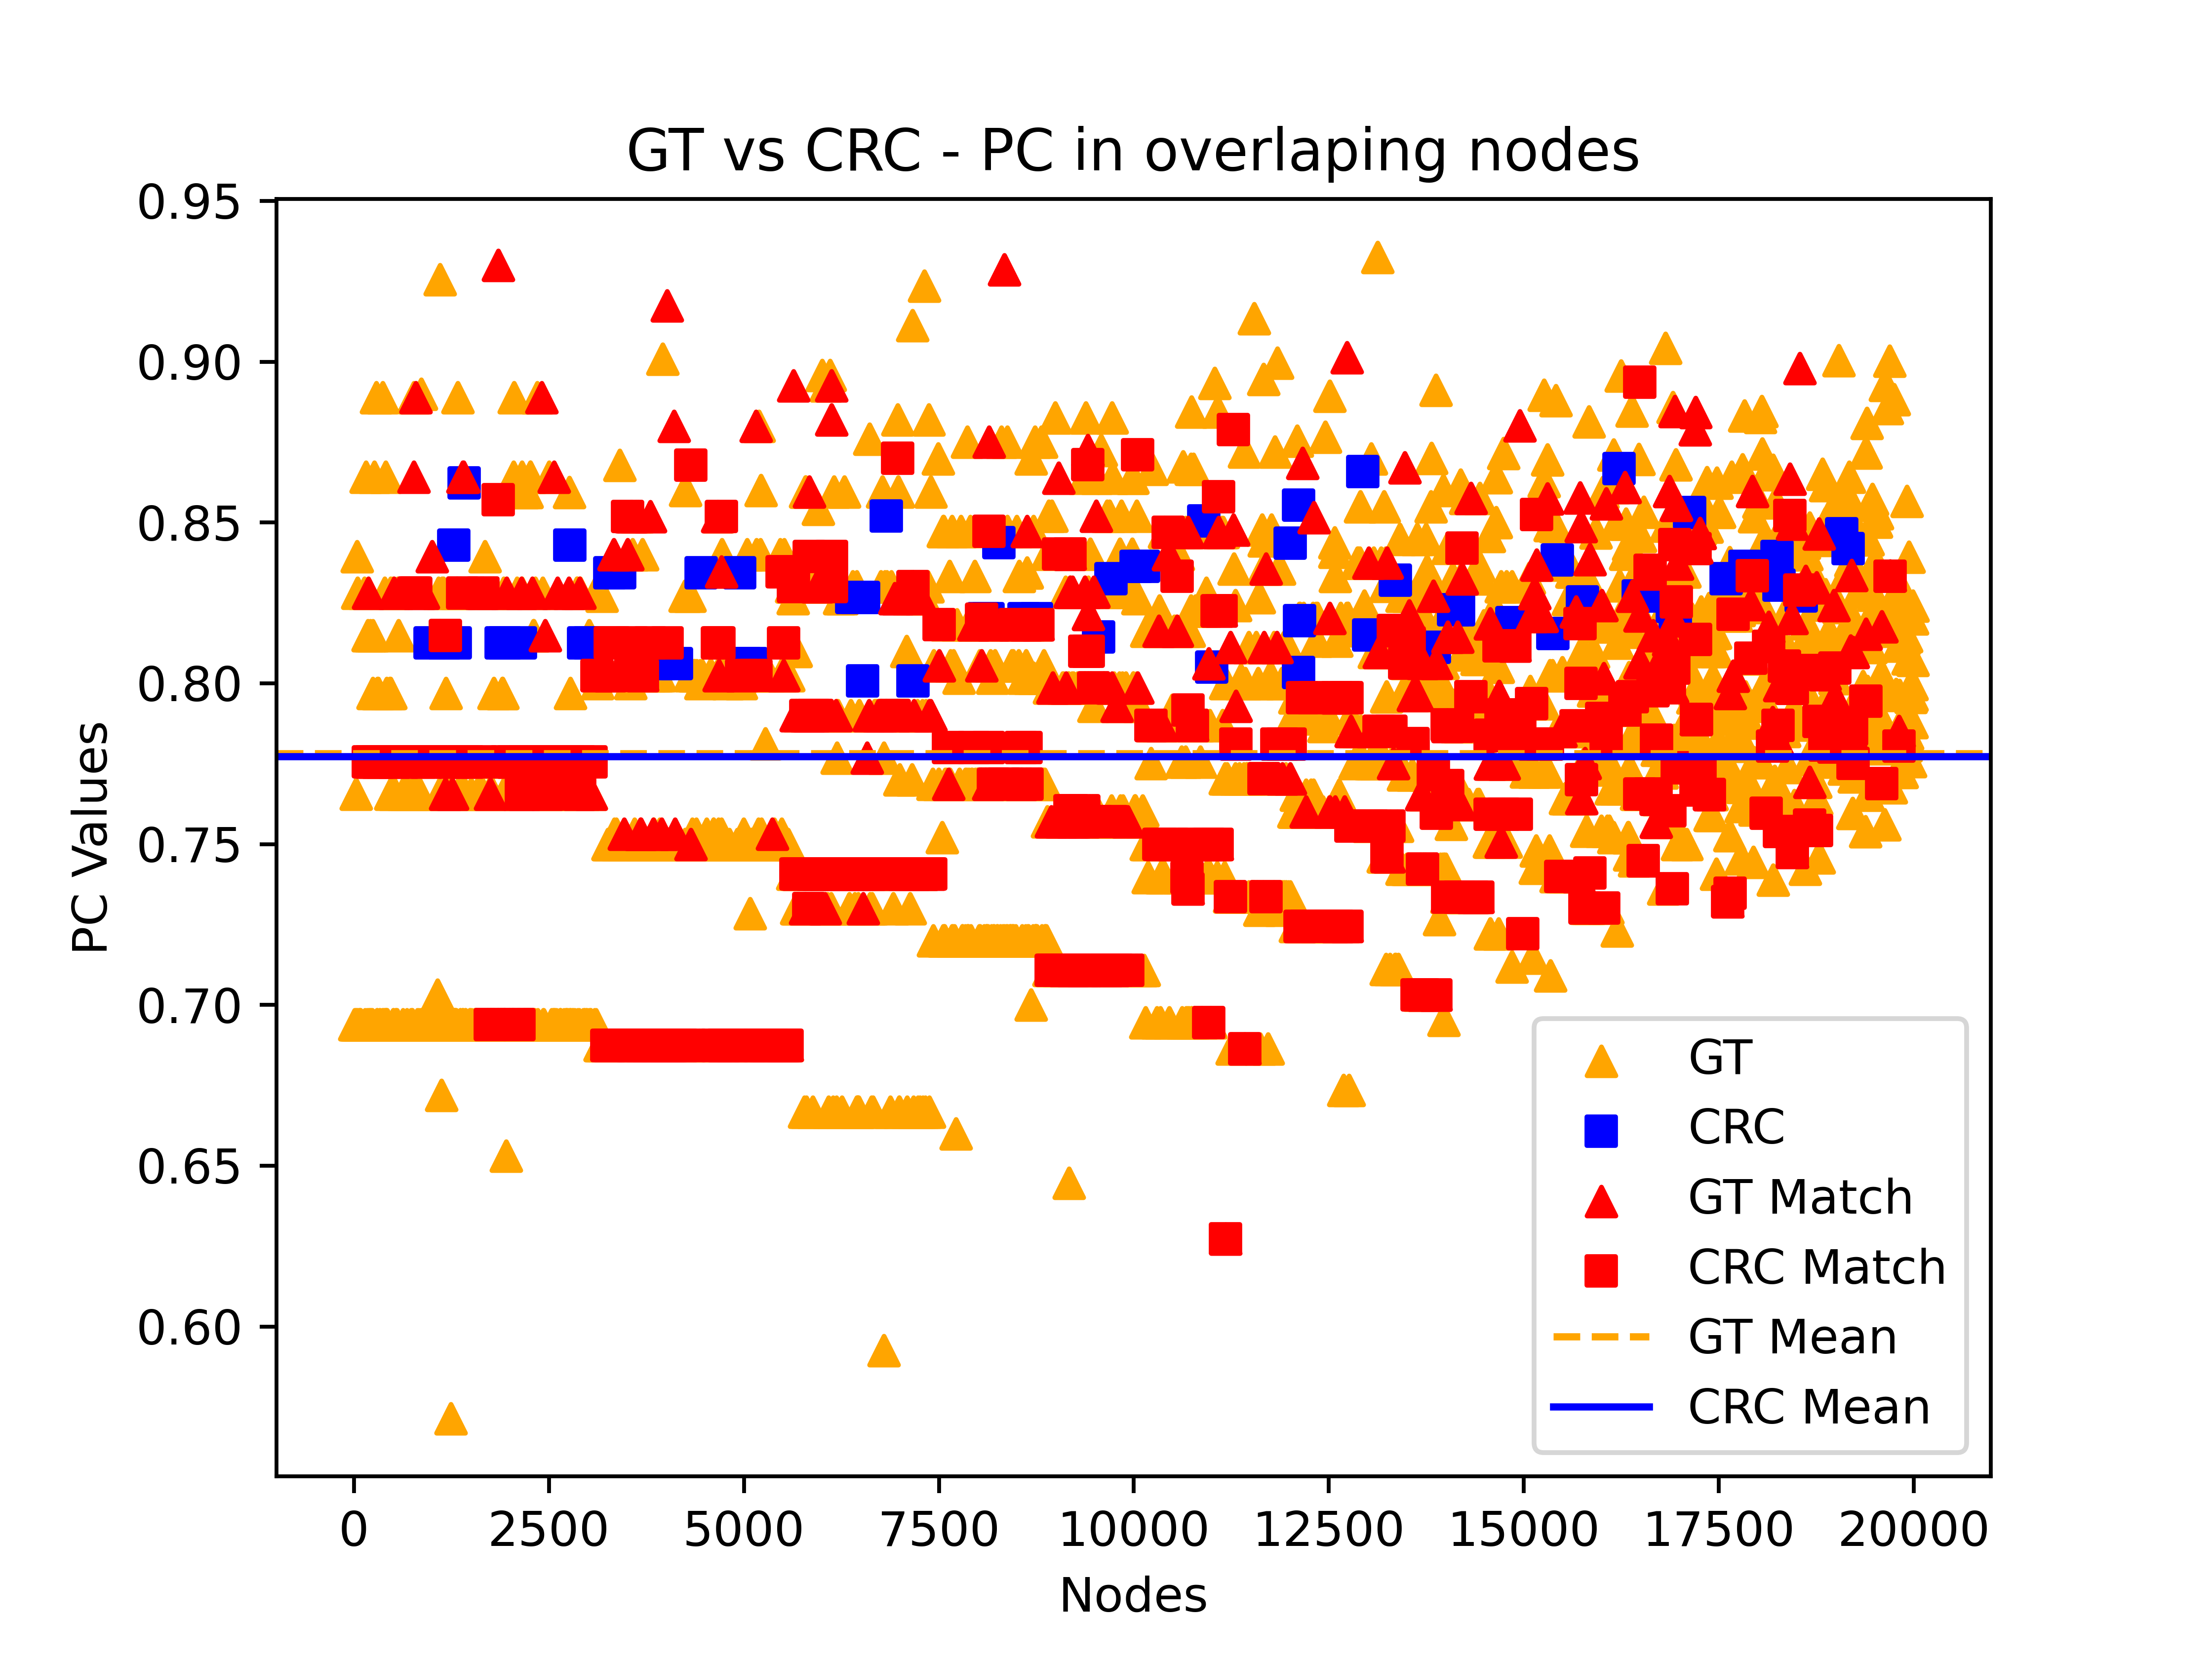 GT vs CRC - PC in overlaping nodes
0.95
0.90
0.85
0.80
0.75
0.70
0.65
0.60
PC Values
GT
CRC
GT Match
CRC Match
GT Mean
CRC Mean
0 2500 5000 7500 10000 12500 15000 17500 20000
Nodes